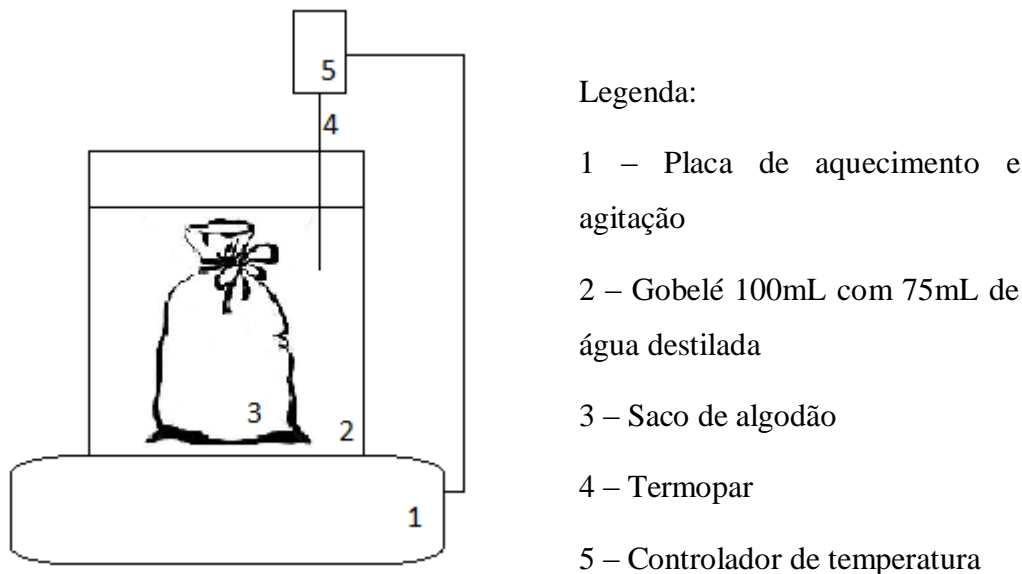 5
4
3
2
1
Legenda:
1 – Placa de aquecimento e
agitação
2 – Gobelé 100mL com 75mL de
água destilada
3 – Saco de algodão
4 – Termopar
5 – Controlador de temperatura